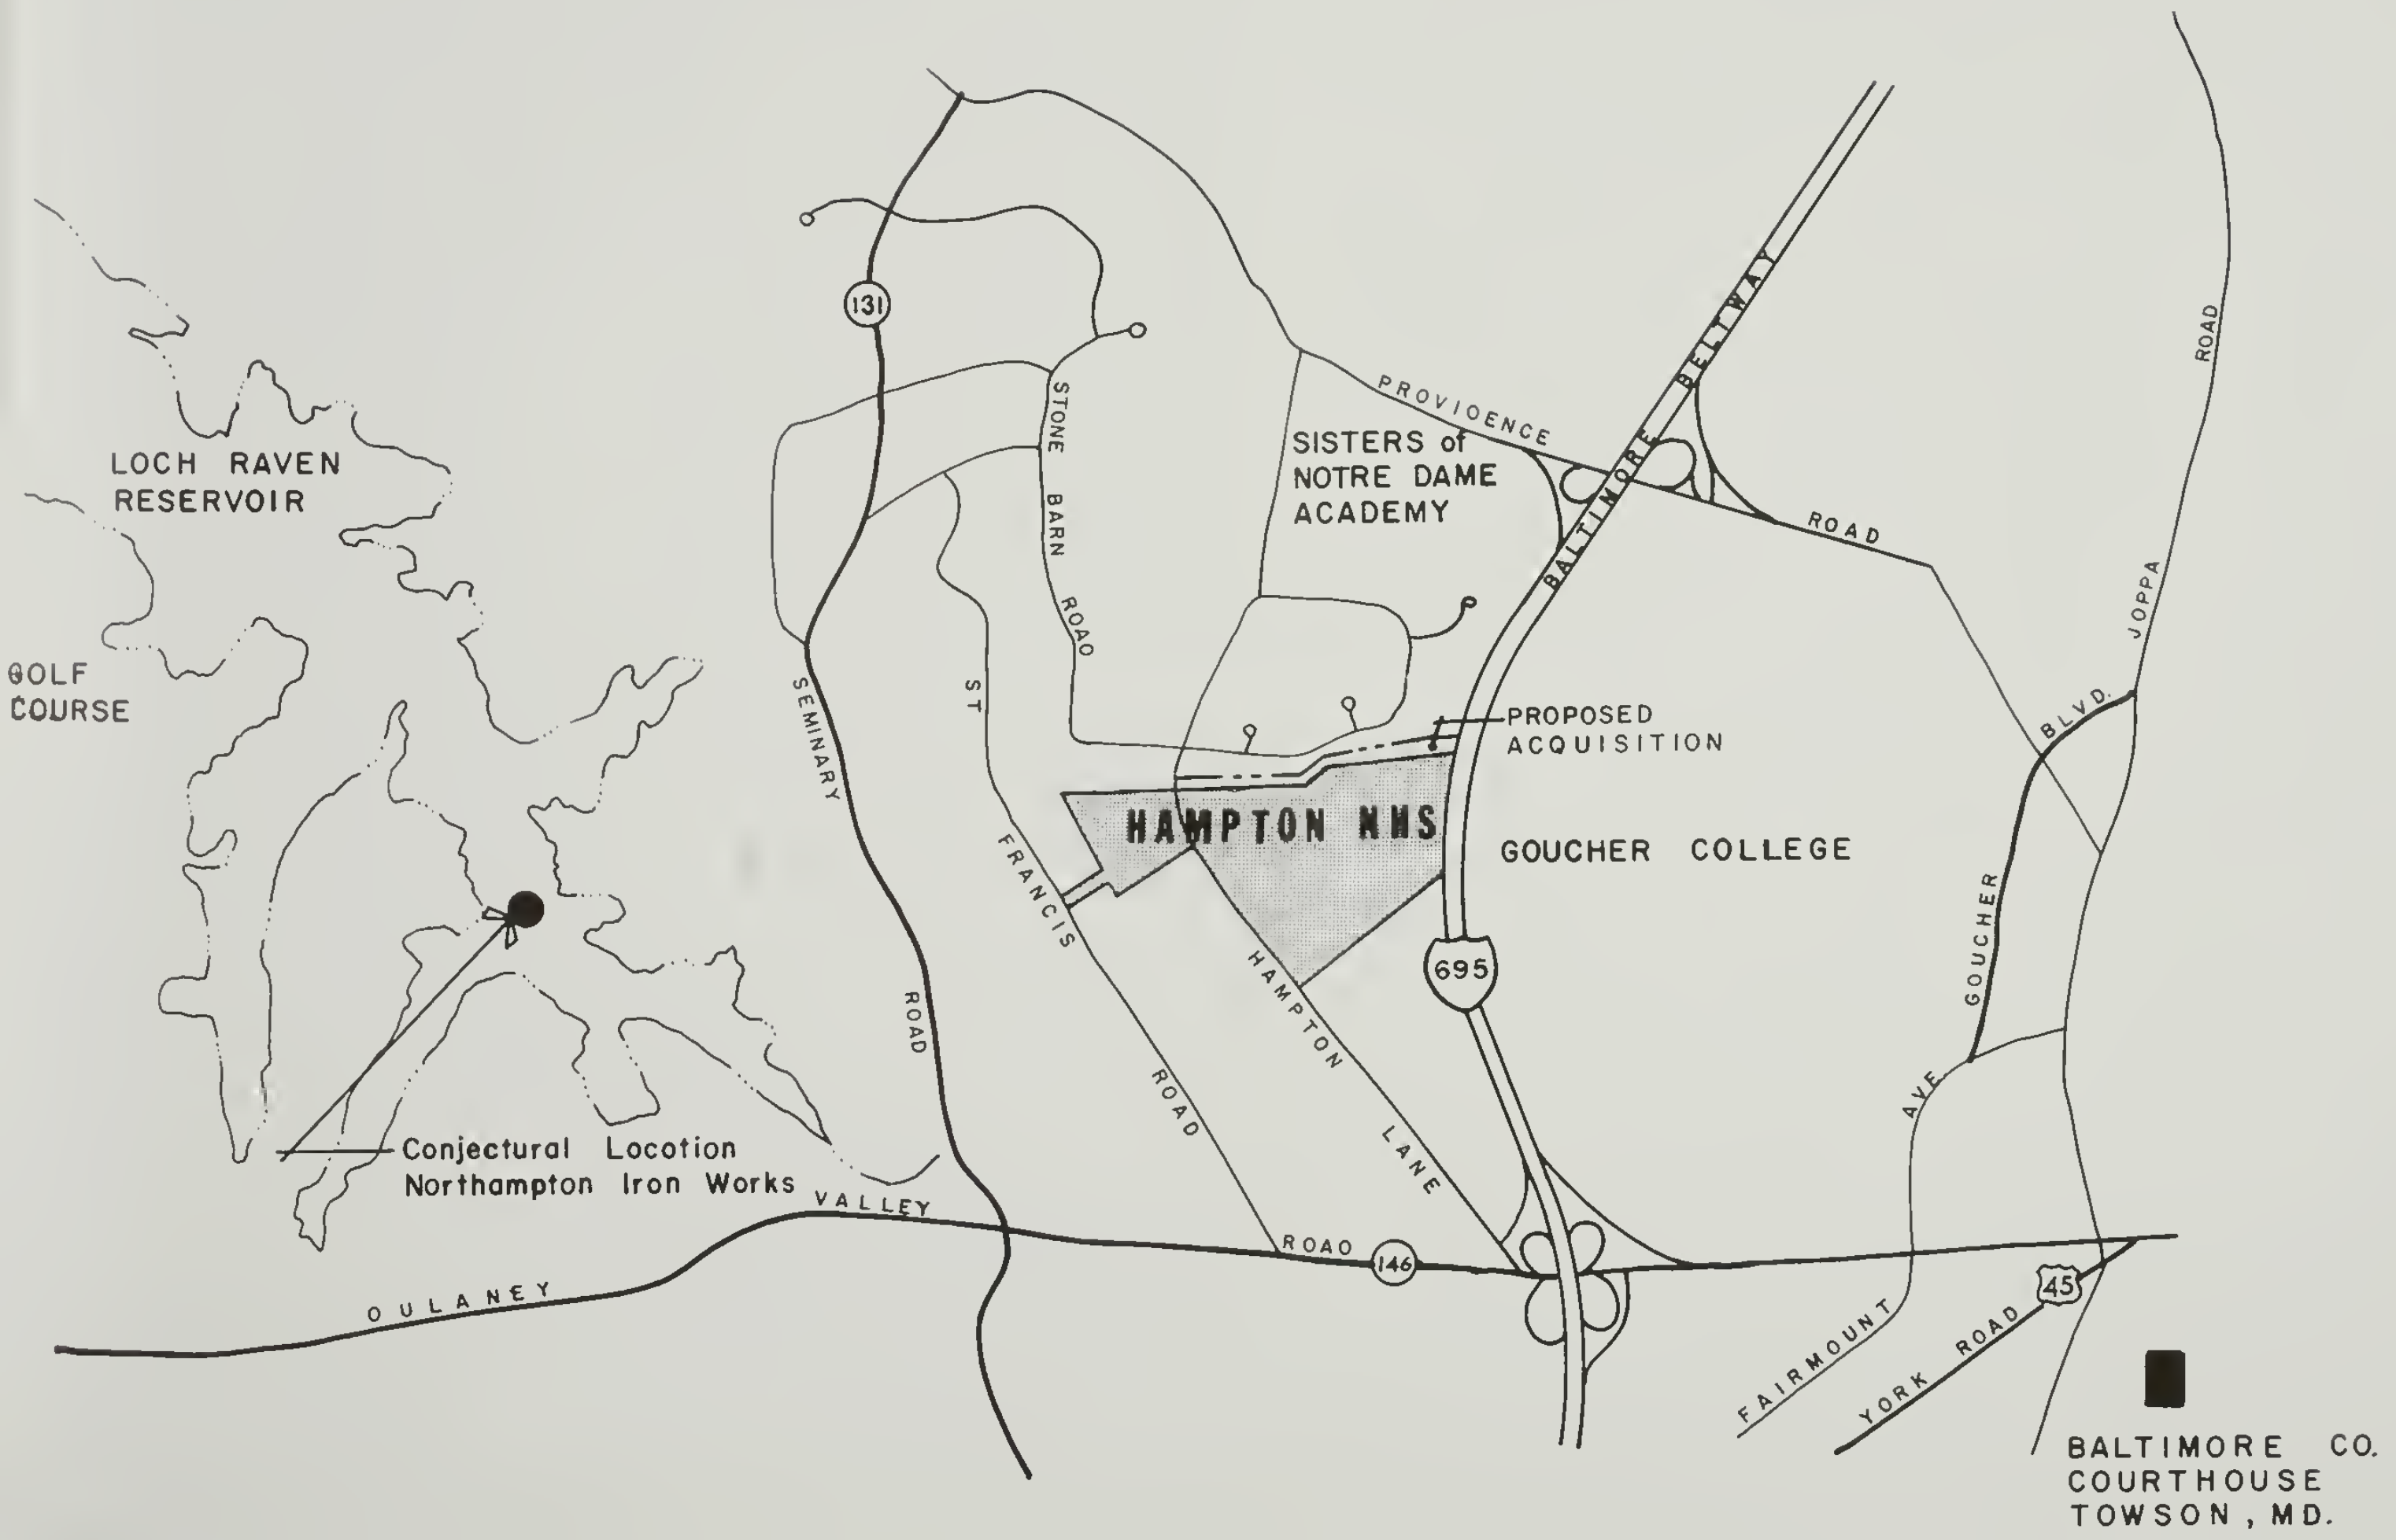 131
BALTIMORE BELTWAY
ROAD
JOPPA
PROVIOENCE
ROAD
STONE BARN ROAO
SISTERS of
NOTRE DAME
ACADEMY
LOCH RAVEN
RESERVOIR
GOLF
COURSE
SEMINARY
ROAD
ST
FRANCIS
ROAD
PROPOSED
ACQUISITION
BLVD.
GOUCHER
HAMPTON NHS
GOUCHER COLLEGE
695
HAMPTON
LANE
AVE
FAIRMOUNT
Conjectural Locotion
Northampton Iron Works
VALLEY
ROAO
146
OULANEY
45
YORK ROAD
BALTIMORE CO.
COURTHOUSE
TOWSON, MD.